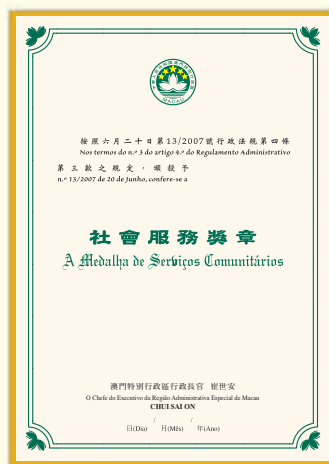 MACAU
按照六月二十日第13/2007號行政法規第四條
Nos termos do n.º 3 do artigo 4.º do Regulamento Administrativo
第三款之規定，頒授予
n.º 13/2007 de 20 de Junho, confere-se a
社會服務獎章
A Medalha de Serviços Comunitários
澳門特別行政區行政長官 崔世安
O Chefe do Executivo da Região Administrativa Especial de Macau
CHUI SAI ON
/ /
日(Dia) 月(Mês) 年(Ano)